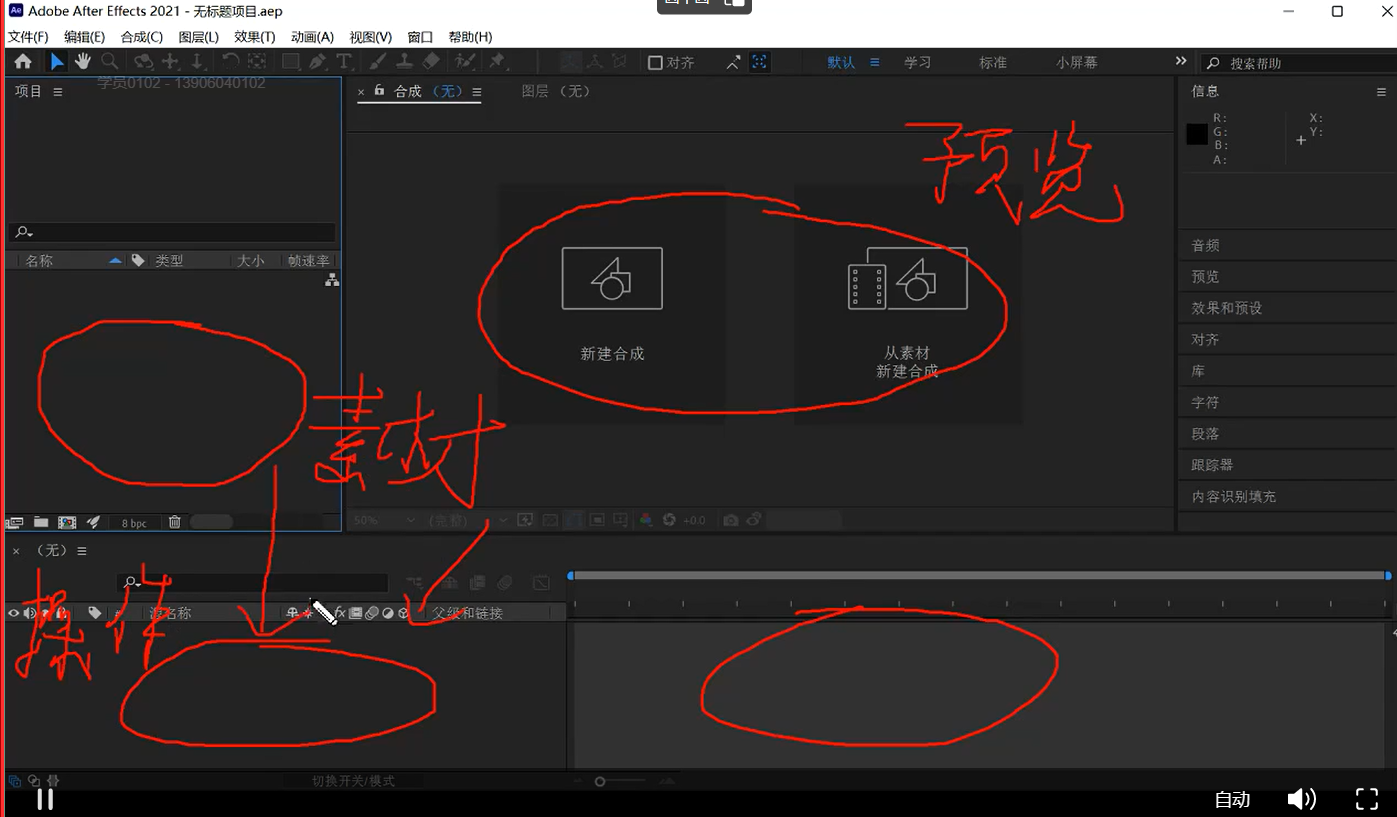 Ae Adobe After Effects 2021 - 无标题项目.aep
文件(F) 编辑(E) 合成(C) 图层(L) 效果(T) 动画(A) 视图(V) 窗口 帮助(H)
对齐 默认 学习 标准 小屏幕 搜索帮助
学员0102 - 13906040102
项目
合成 (无) 图层 (无)
信息
R: X:
G: Y:
B:
A:
预览
名称 类型 大小 帧速率
新建合成
从素材
新建合成
音频
预览
效果和预设
对齐
库
字符
段落
跟踪器
内容识别填充
素材
8 bpc
50% (完整) +0.0
(无)
操作
# 源名称 fx 父级和链接
切换开关/模式
自动